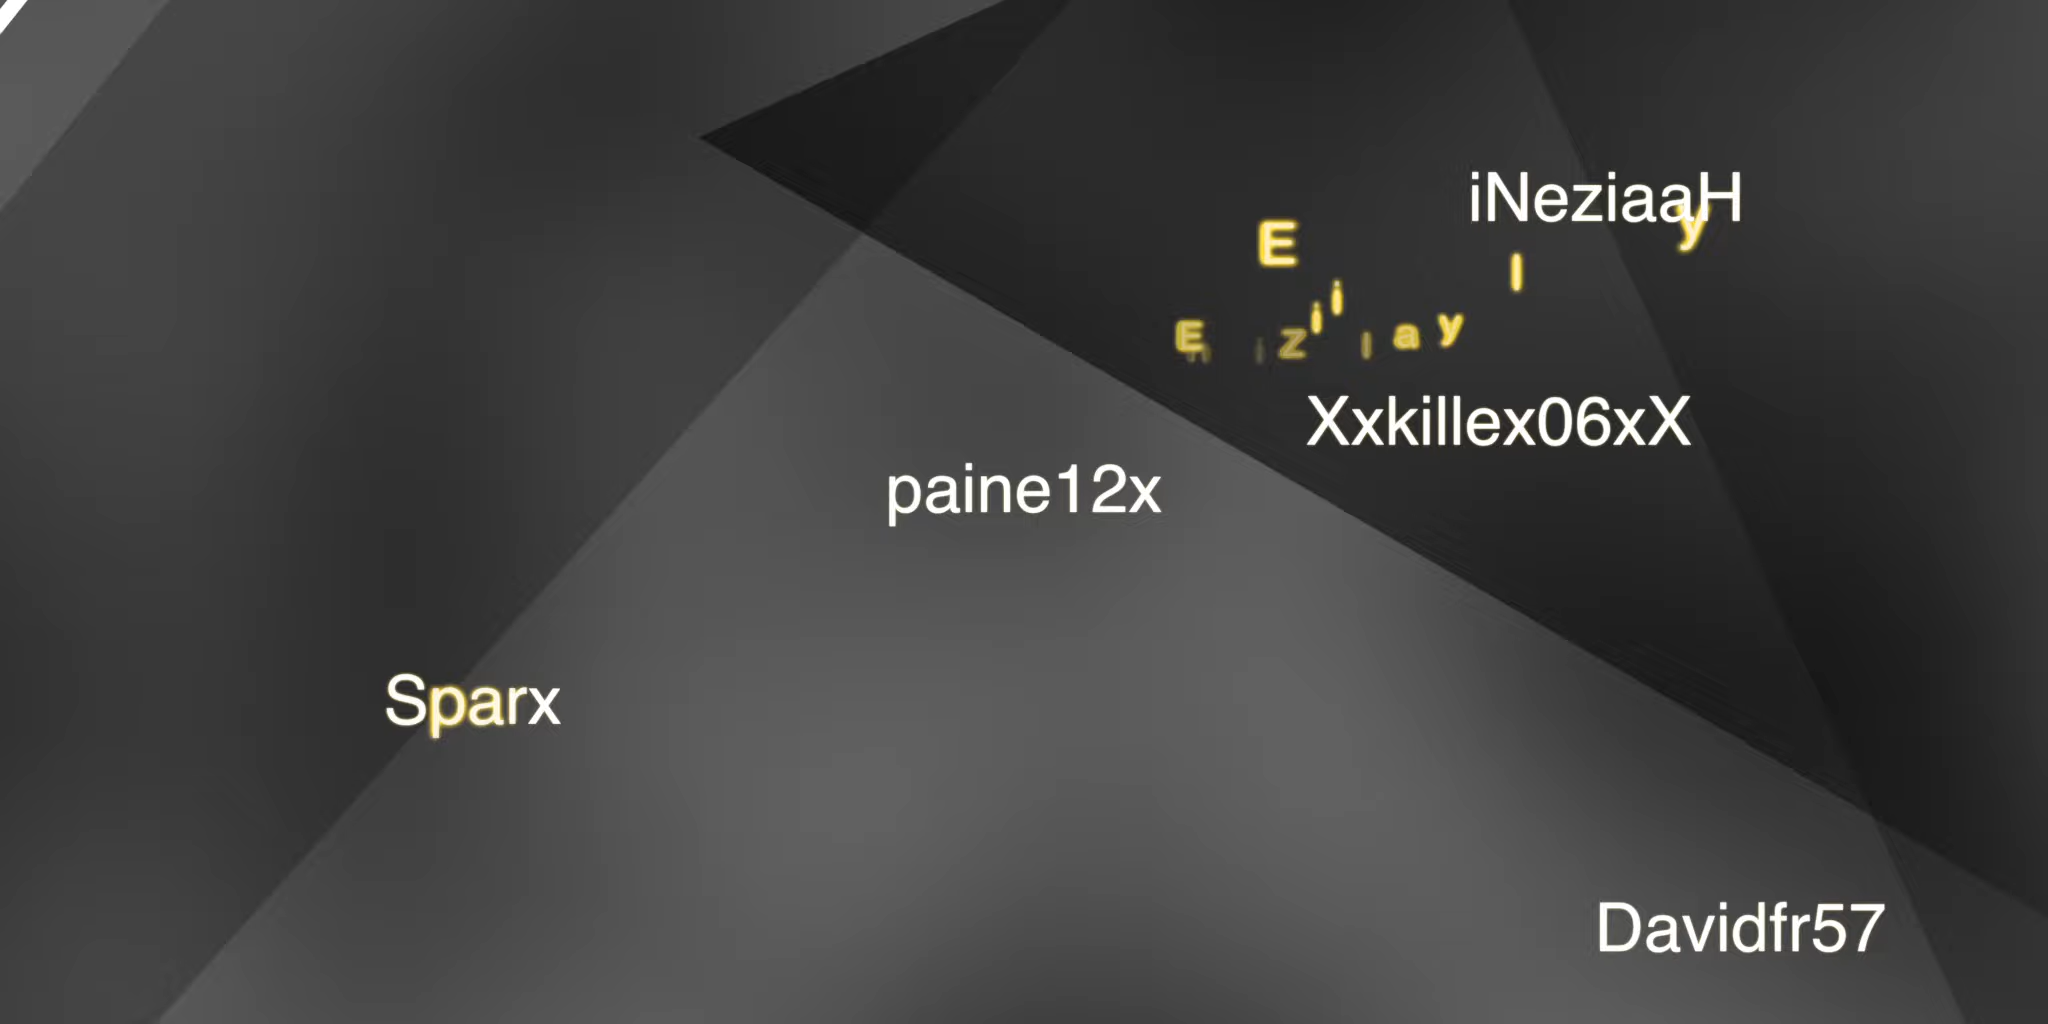 iNeziaaH
Xxkillex06xX
paine12x
Sparx
Davidfr57